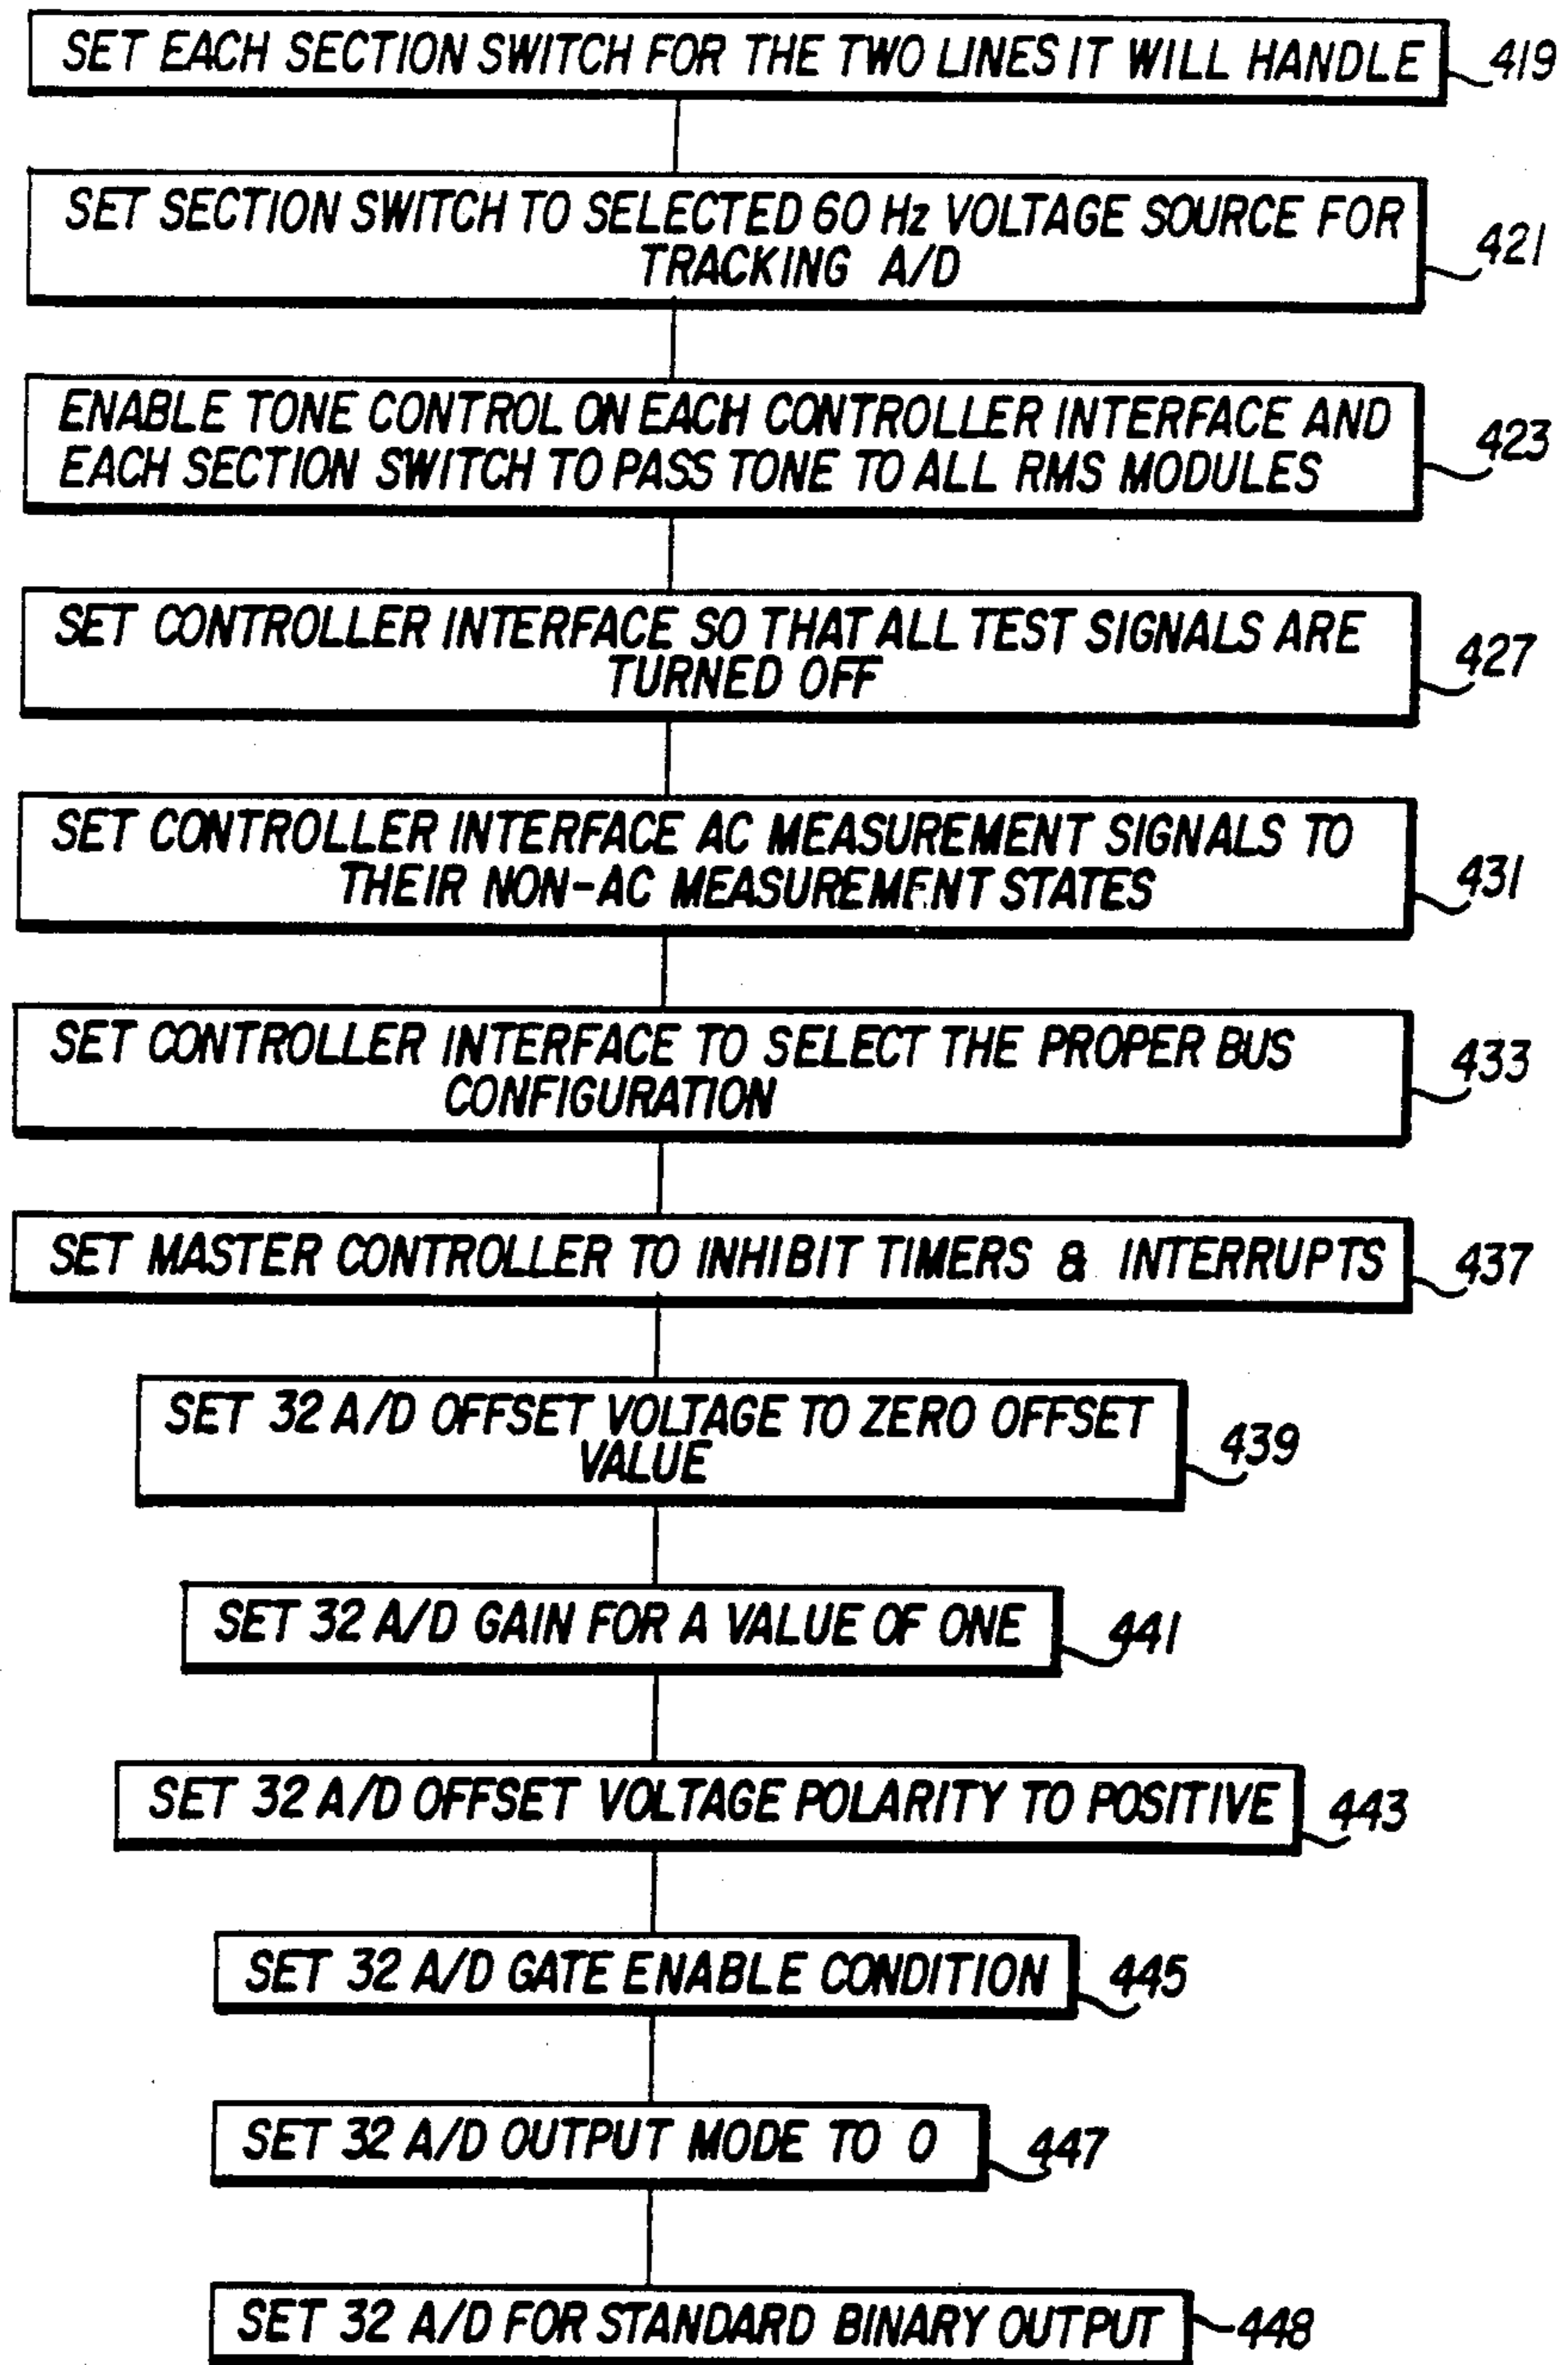 SET EACH SECTION SWITCH FOR THE TWO LINES IT WILL HANDLE
419
SET SECTION SWITCH TO SELECTED 60 Hz VOLTAGE SOURCE FOR
TRACKING A/D
421
ENABLE TONE CONTROL ON EACH CONTROLLER INTERFACE AND
EACH SECTION SWITCH TO PASS TONE TO ALL RMS MODULES
423
SET CONTROLLER INTERFACE SO THAT ALL TEST SIGNALS ARE
TURNED OFF
427
SET CONTROLLER INTERFACE AC MEASUREMENT SIGNALS TO
THEIR NON-AC MEASUREMENT STATES
431
SET CONTROLLER INTERFACE TO SELECT THE PROPER BUS
CONFIGURATION
433
SET MASTER CONTROLLER TO INHIBIT TIMERS & INTERRUPTS
437
SET 32 A/D OFFSET VOLTAGE TO ZERO OFFSET
VALUE
439
SET 32 A/D GAIN FOR A VALUE OF ONE
441
SET 32 A/D OFFSET VOLTAGE POLARITY TO POSITIVE
443
SET 32 A/D GATE ENABLE CONDITION
445
SET 32 A/D OUTPUT MODE TO 0
447
SET 32 A/D FOR STANDARD BINARY OUTPUT
448